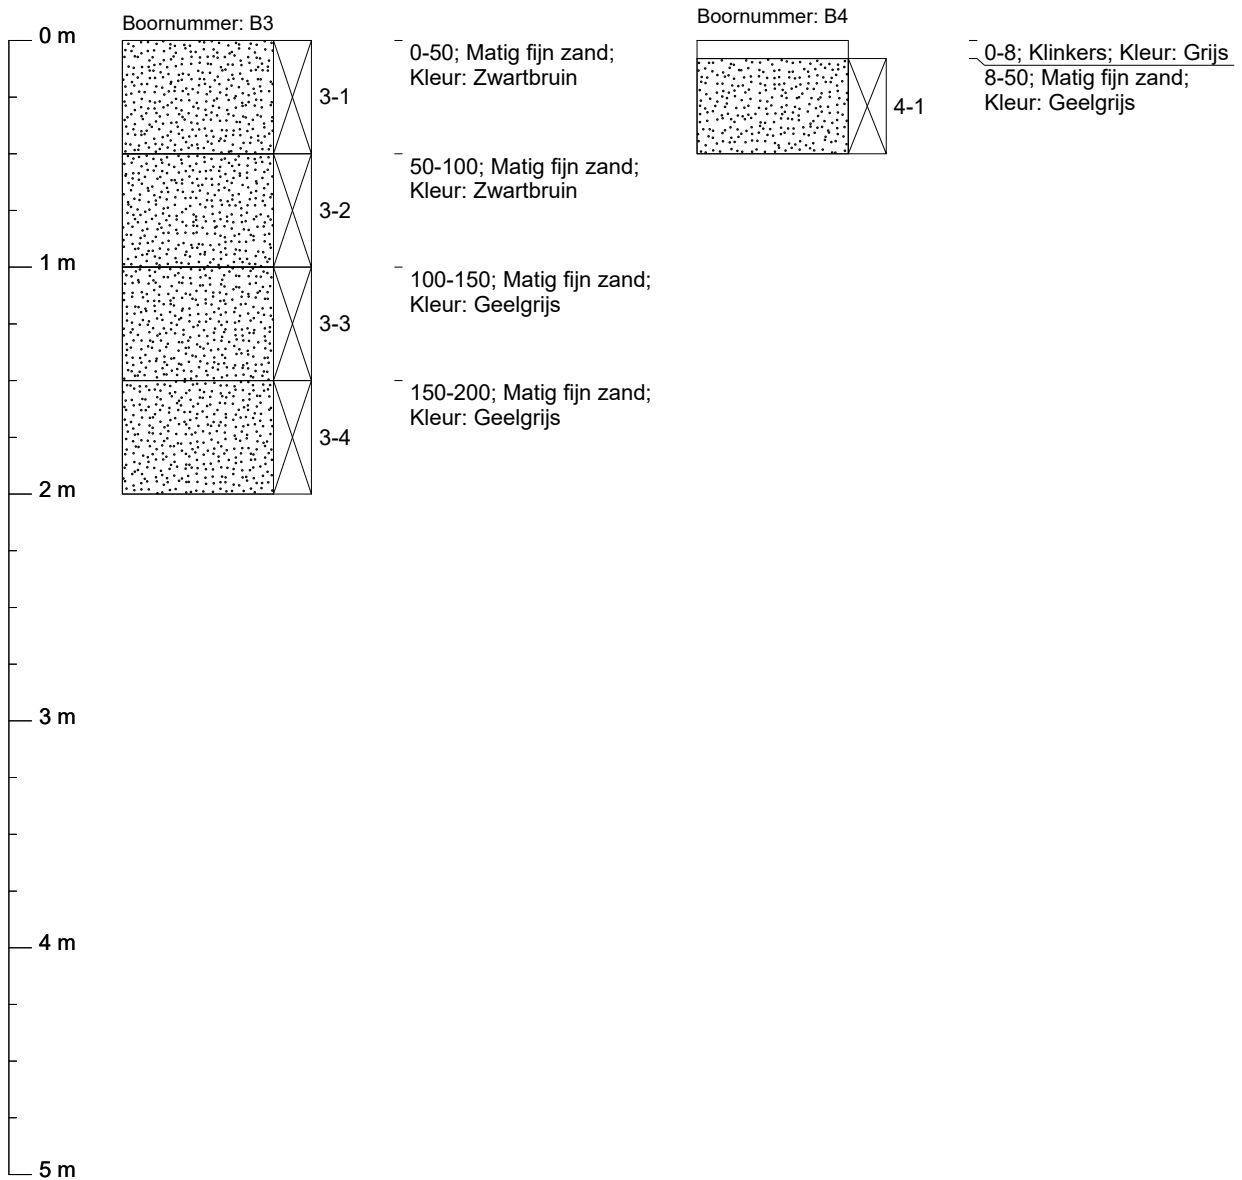 Boornummer: B3
0 m
3-1
0-50; Matig fijn zand;
Kleur: Zwartbruin
3-2
50-100; Matig fijn zand;
Kleur: Zwartbruin
1 m
3-3
100-150; Matig fijn zand;
Kleur: Geelgrijs
3-4
150-200; Matig fijn zand;
Kleur: Geelgrijs
2 m
3 m
4 m
5 m
Boornummer: B4
4-1
0-8; Klinkers; Kleur: Grijs
8-50; Matig fijn zand;
Kleur: Geelgrijs